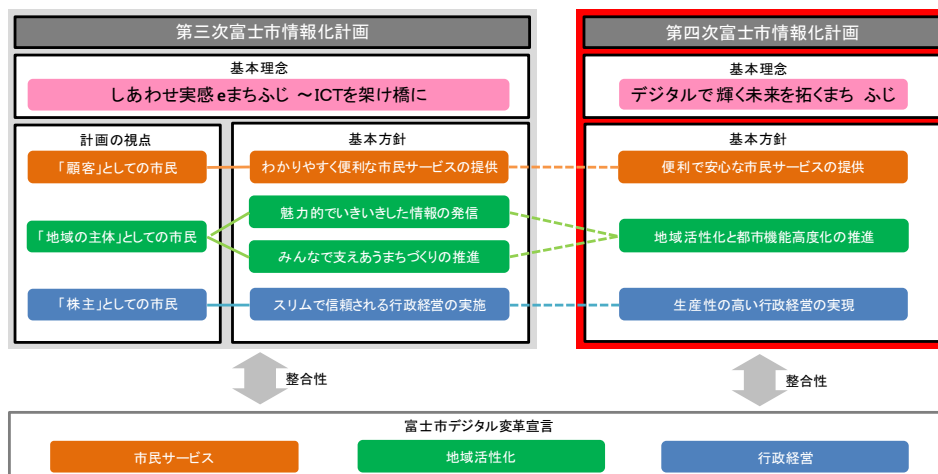 第三次富士市情報化計画
基本理念
しあわせ実感 eまちふじ ～ICTを架け橋に
計画の視点
「顧客」としての市民
「地域の主体」としての市民
「株主」としての市民
基本方針
わかりやすく便利な市民サービスの提供
魅力的でいきいきした情報の発信
みんなで支えあうまちづくりの推進
スリムで信頼される行政経営の実施
第四次富士市情報化計画
基本理念
デジタルで輝く未来を拓くまち ふじ
基本方針
便利で安心な市民サービスの提供
地域活性化と都市機能高度化の推進
生産性の高い行政経営の実現
整合性
整合性
富士市デジタル変革宣言
市民サービス
地域活性化
行政経営